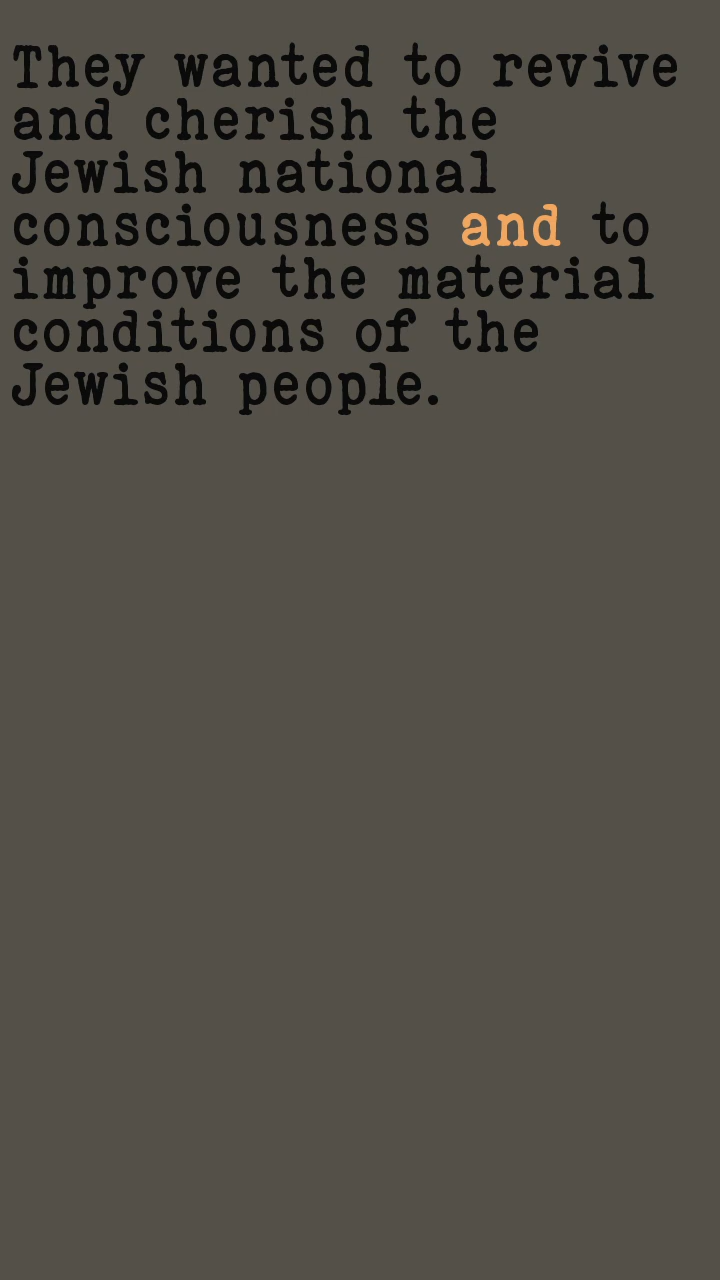 They wanted to revive
and cherish the
Jewish national
consciousness and to
improve the material
conditions of the
Jewish people.